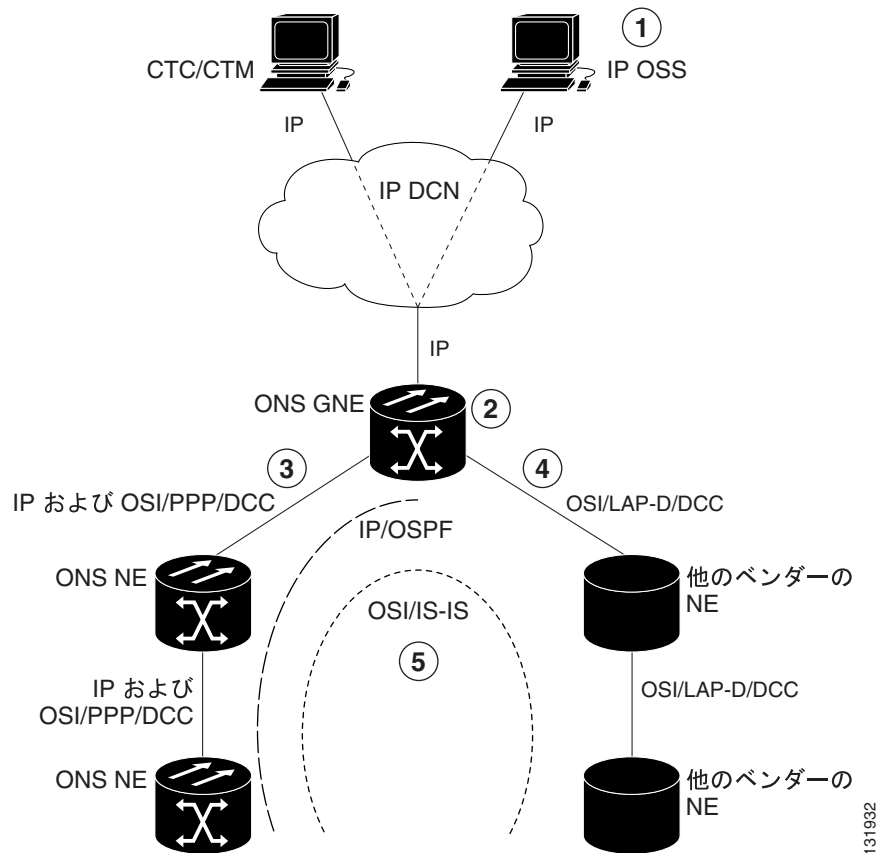 1
CTC/CTM
IP OSS
IP
IP
IP DCN
IP
ONS GNE
2
3
4
IP および OSI/PPP/DCC
OSI/LAP-D/DCC
IP/OSPF
ONS NE
他のベンダーの
NE
OSI/IS-IS
5
IP および
OSI/PPP/DCC
OSI/LAP-D/DCC
ONS NE
他のベンダーの
NE
131932